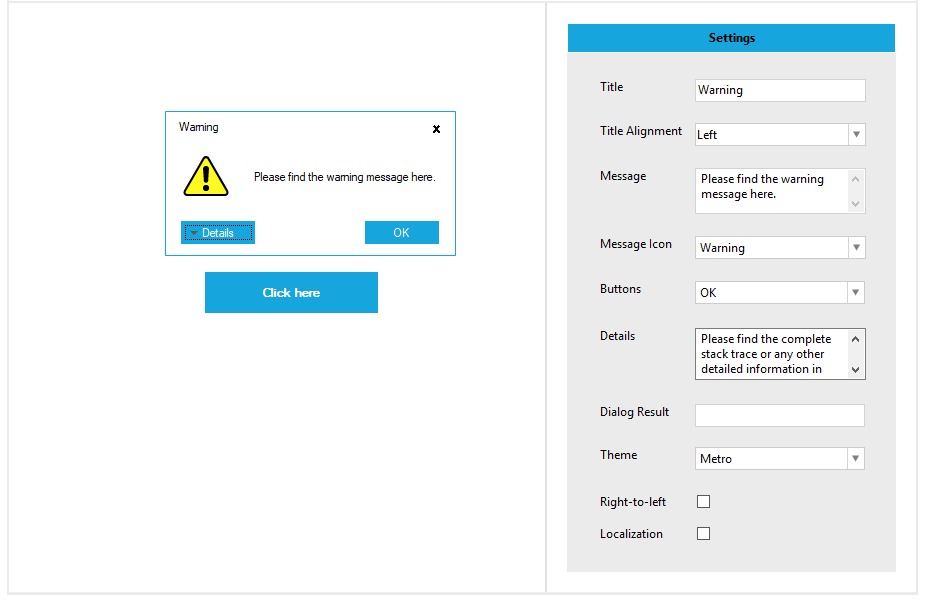 Warning
x
Please find the warning message here.
Details
OK
Click here
Settings
Title
Warning
Title Alignment
Left
Message
Please find the warning
message here.
Message Icon
Warning
Buttons
OK
Details
Please find the complete
stack trace or any other
detailed information in
Dialog Result
Theme
Metro
Right-to-left
Localization